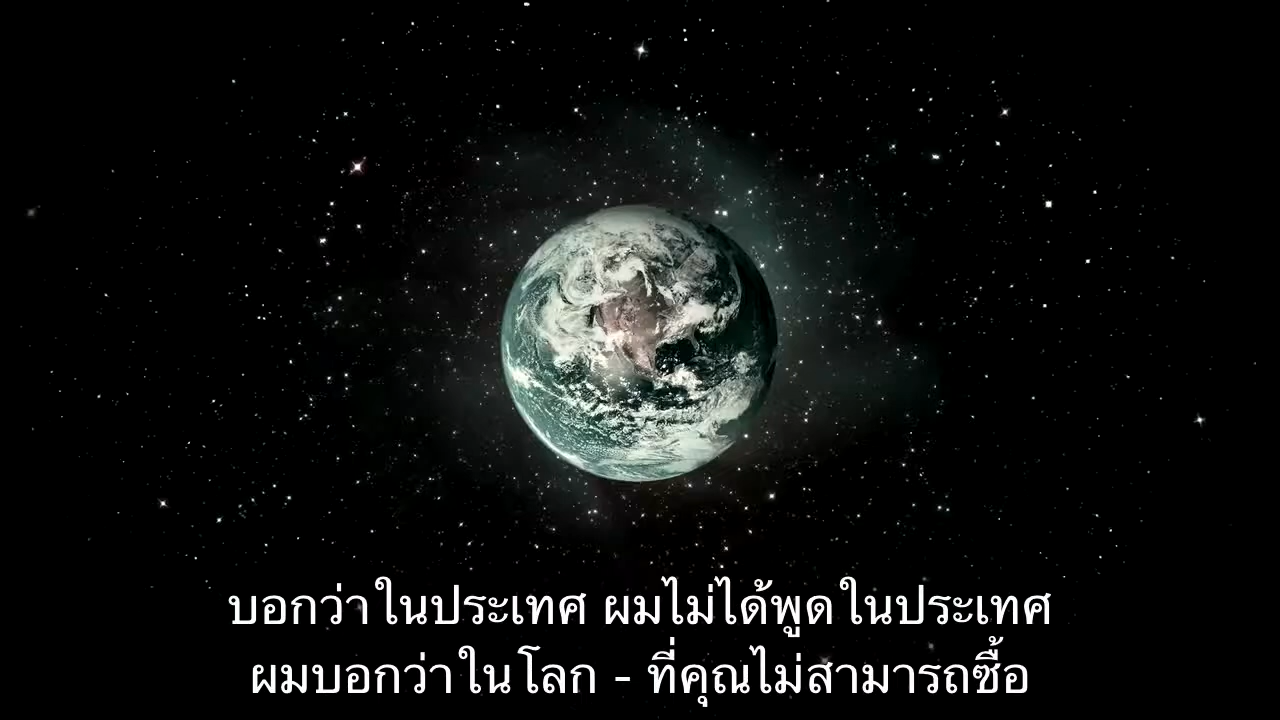 บอกว่าในประเทศ ผมไม่ได้พูดในประเทศ
ผมบอกว่าในโลก - ที่คุณไม่สามารถซื้อ